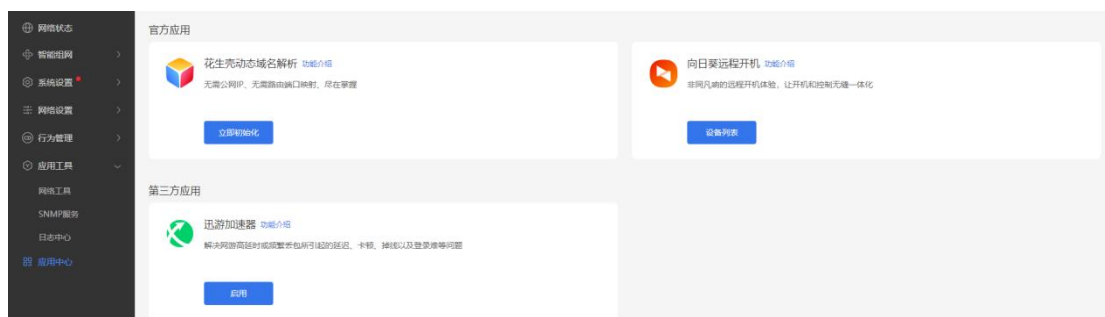 网络状态
智能组网
系统设置
网络设置
行为管理
应用工具
网络工具
SNMP服务
日志中心
应用中心
官方应用
花生壳动态域名解析 功能介绍
无需公网IP、无需路由端口映射，尽在掌握
立即初始化
向日葵远程开机 功能介绍
非同凡响的远程开机体验，让开机和控制无缝一体化
设备列表
第三方应用
迅游加速器 功能介绍
解决网游高延时或频繁丢包所引起的延迟、卡顿、掉线以及登录难等问题
启用